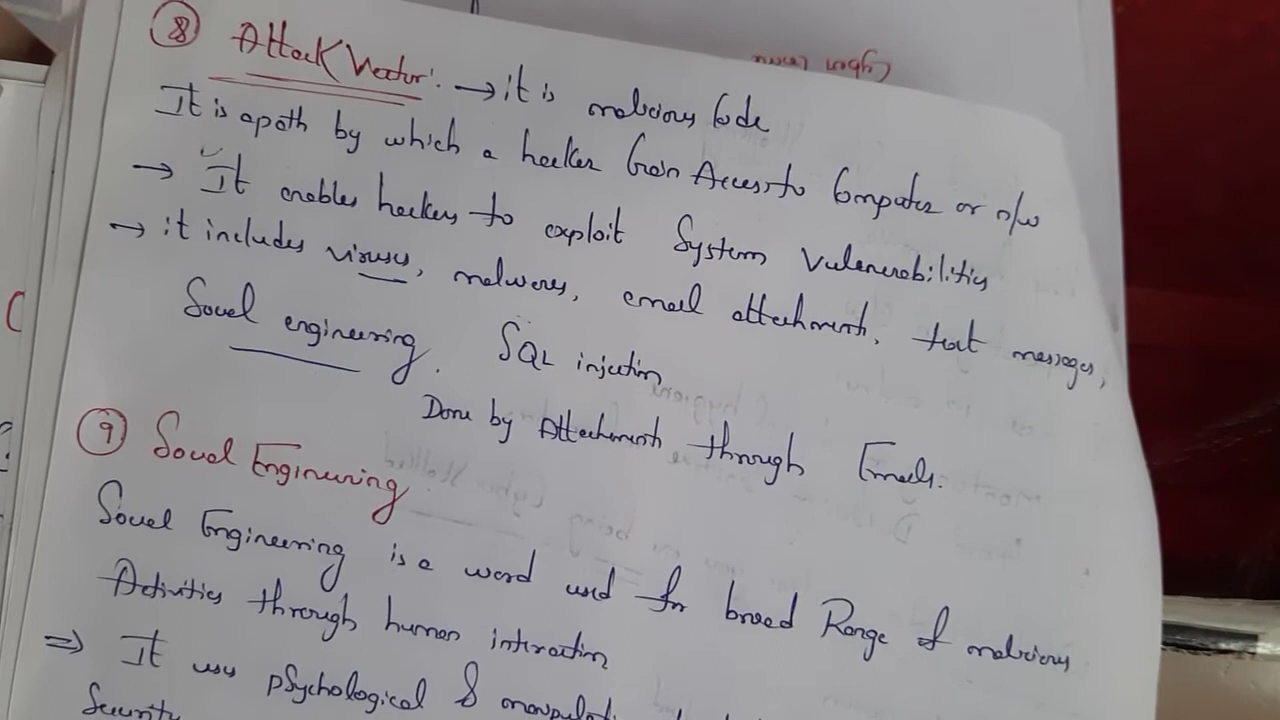 ⑧ Attack Vector: → it is malicious Code
It is a path by which a hacker Gain Access to Computer or n/w
→ It enables hackers to exploit System Vulenerabilities
→ it includes viruses, malwares, email attachments, text messages,
Social engineering, SQL injection
Done by Attachments through Emails.
⑨ Social Engineering
Social Engineering is a word used for broad Range of malicious
Activities through human interaction
⇒ It uses psychological &
Security